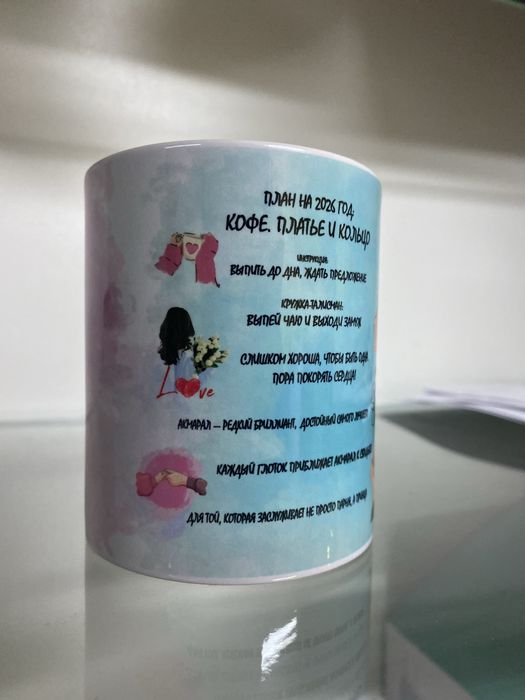 ПЛАН НА 2026 ГОД:
КОФЕ. ПЛАТЬЕ И КОЛЬЦО
ИНСТРУКЦИЯ:
ВЫПИТЬ ДО ДНА, ЖДАТЬ ПРЕДЛОЖЕНИЕ
КРУЖКА-ТАЛИСМАН:
ВЫПЕЙ ЧАЮ И ВЫХОДИ ЗАМУЖ
Love
СЛИШКОМ ХОРОША, ЧТОБЫ БЫТЬ ОДНА.
ПОРА ПОКОРЯТЬ СЕРДЦА!
АКМАРАЛ — РЕДКИЙ БРИЛЛИАНТ, ДОСТОЙНЫЙ САМОГО ЛУЧШЕГО
КАЖДЫЙ ГЛОТОК ПРИБЛИЖАЕТ АКМАРАЛ К СВАДЬБЕ
ДЛЯ ТОЙ, КОТОРАЯ ЗАСЛУЖИВАЕТ НЕ ПРОСТО ПАРНЯ, А ПРИНЦА